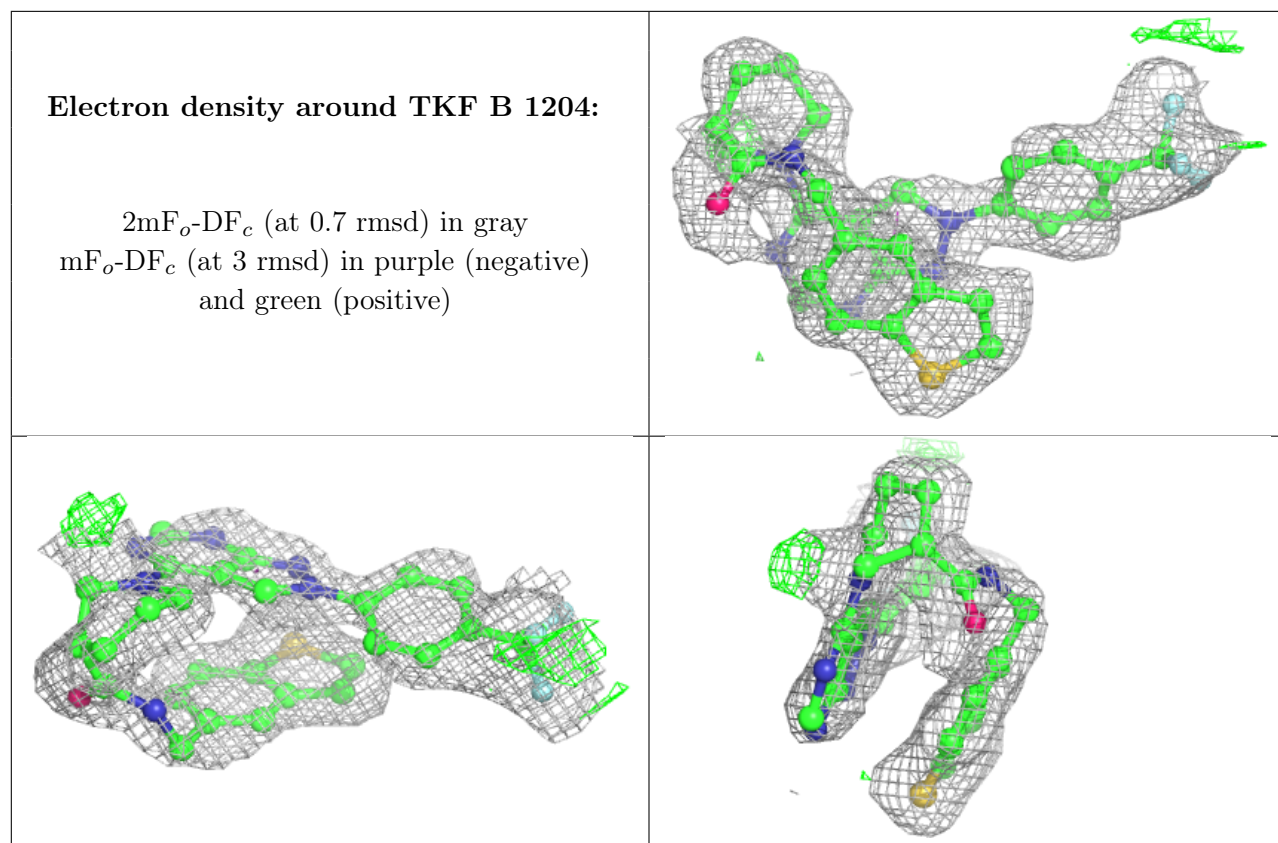 Electron density around TKF B 1204:
2mFo-DFc (at 0.7 rmsd) in gray
mFo-DFc (at 3 rmsd) in purple (negative)
and green (positive)